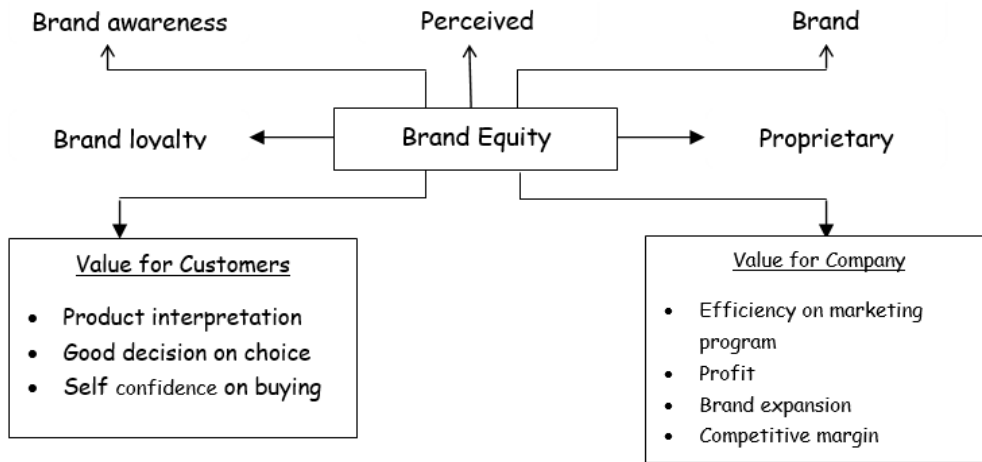 Brand awareness
Perceived
Brand
Brand loyalty
Brand Equity
Proprietary
Value for Customers
• Product interpretation
• Good decision on choice
• Self confidence on buying
Value for Company
• Efficiency on marketing
program
• Profit
• Brand expansion
• Competitive margin